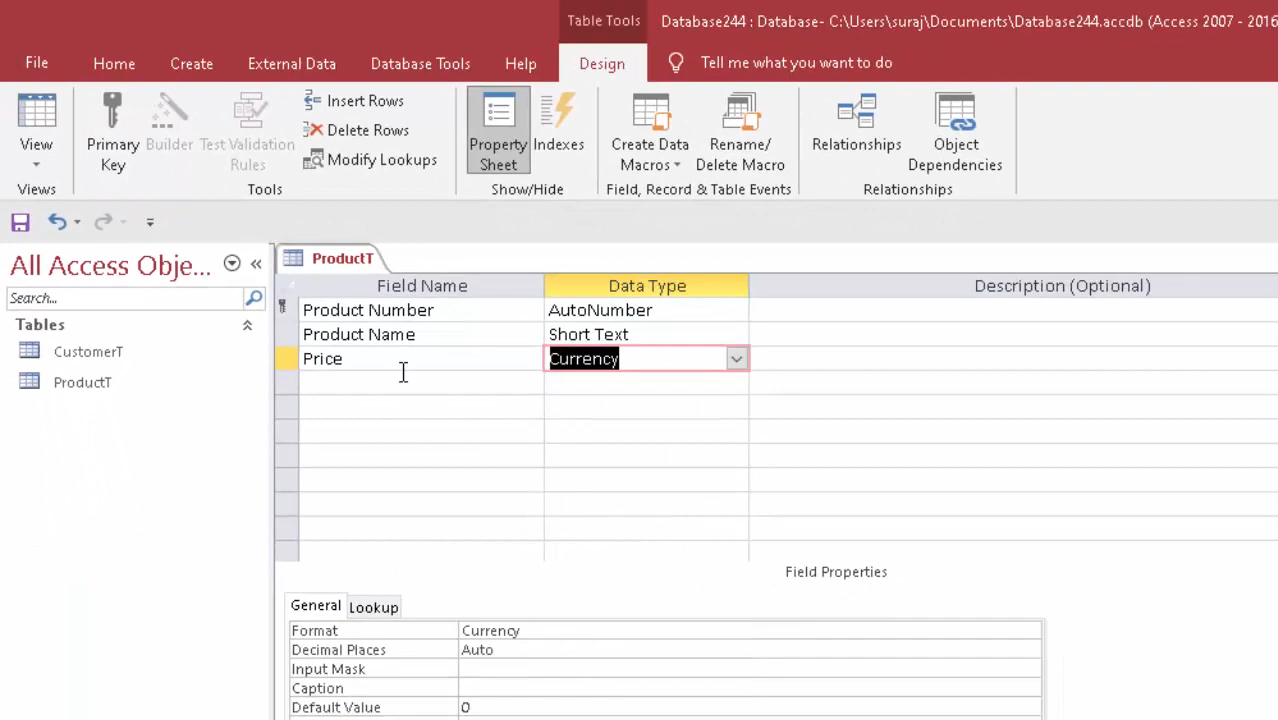 Table Tools
Database244 : Database- C:\Users\suraj\Documents\Database244.accdb (Access 2007 - 2016
File Home Create External Data Database Tools Help Design Tell me what you want to do
View
Primary Key
Builder
Test Validation Rules
Insert Rows
Delete Rows
Modify Lookups
Property Sheet
Indexes
Create Data Macros
Rename/ Delete Macro
Relationships
Object Dependencies
Views Tools Show/Hide Field, Record & Table Events Relationships
All Access Obje...
Search...
Tables
CustomerT
ProductT
ProductT
Field Name Data Type Description (Optional)
Product Number AutoNumber
Product Name Short Text
Price Currency
Field Properties
General Lookup
Format Currency
Decimal Places Auto
Input Mask
Caption
Default Value 0